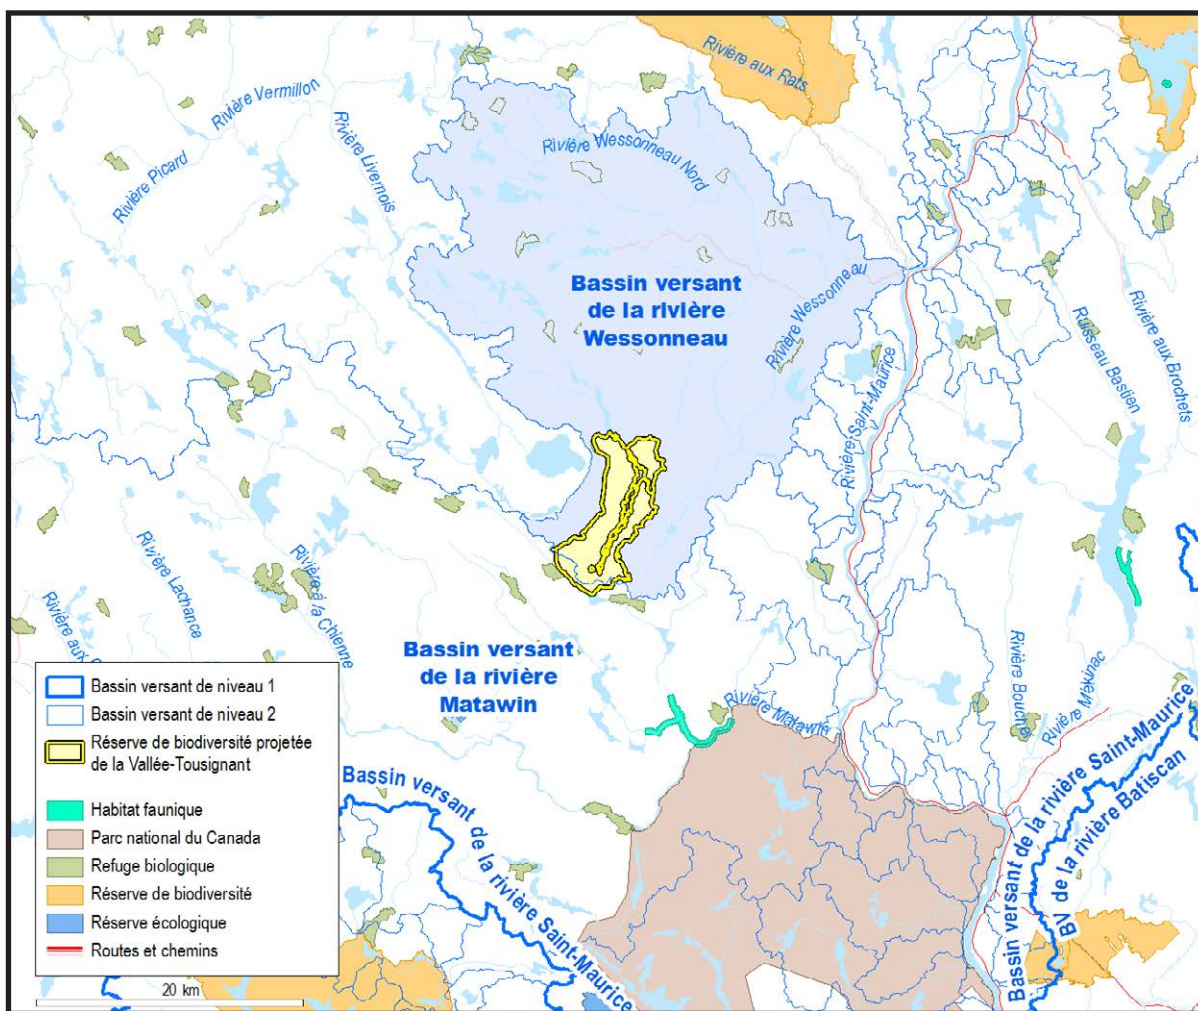 Rivière aux Rats
Rivière Vermillon
Rivière Livernois
Rivière Picard
Rivière Wessonneau Nord
Bassin versant
de la rivière
Wessonneau
Rivière Wessonneau
Rivière Saint-Maurice
Ruisseau Bastien
Rivière aux Brochets
Rivière Lachance
Rivière à la Chienne
Rivière aux
Bassin versant
de la rivière
Matawin
Rivière Matawin
Rivière Bouchet
Rivière Mékinac
Bassin versant de niveau 1
Bassin versant de niveau 2
Réserve de biodiversité projetée
de la Vallée-Tousignant
Habitat faunique
Parc national du Canada
Refuge biologique
Réserve de biodiversité
Réserve écologique
Routes et chemins
20 km
Bassin versant de la rivière Saint-Maurice
Bassin versant de la rivière Saint-Maurice
BV de la rivière Batiscan